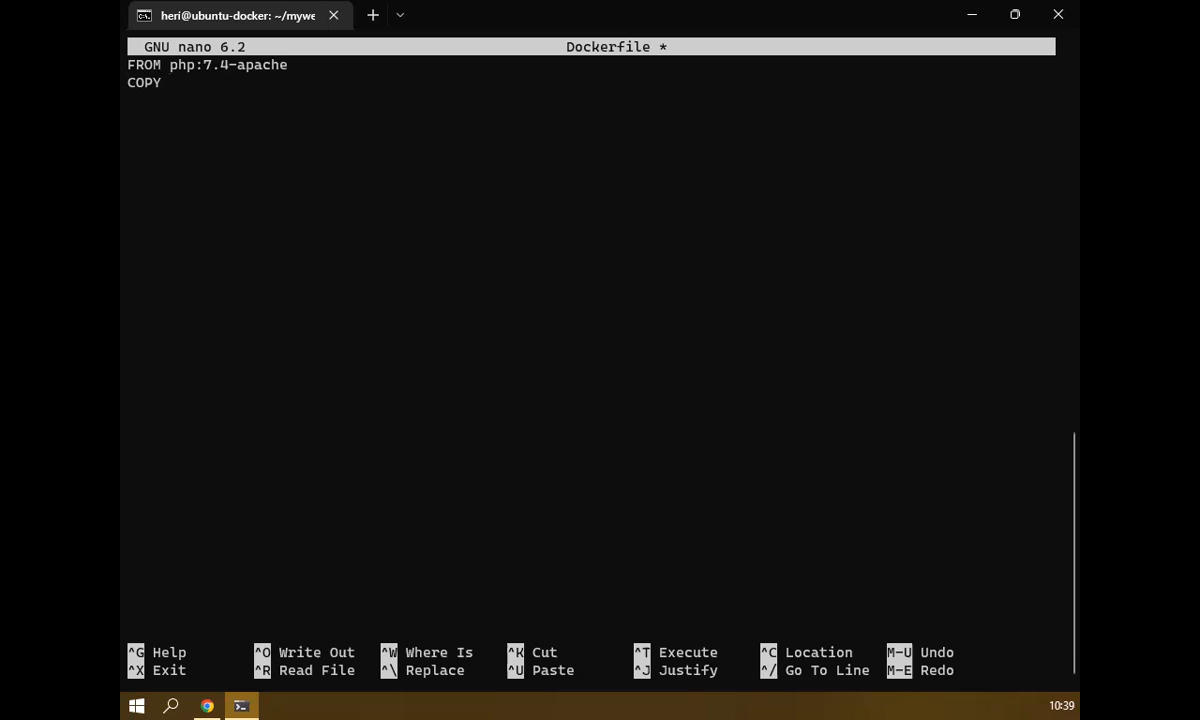 heri@ubuntu-docker: ~/mywe
GNU nano 6.2 Dockerfile *
FROM php:7.4-apache
COPY
^G Help ^O Write Out ^W Where Is ^K Cut ^T Execute ^C Location M-U Undo
^X Exit ^R Read File ^\ Replace ^U Paste ^J Justify ^/ Go To Line M-E Redo
10:39